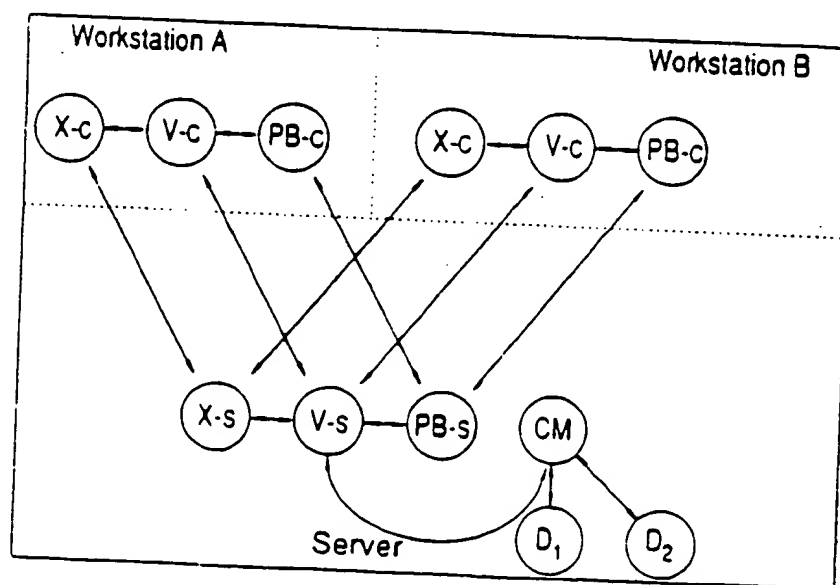 Workstation A
Workstation B
X-c V-c PB-c X-c V-c PB-c
X-s V-s PB-s CM
Server D1 D2